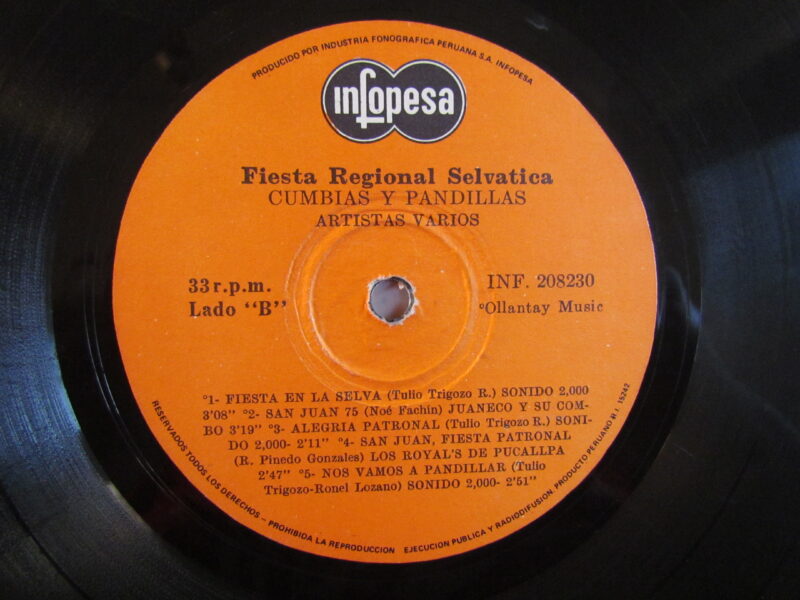 PRODUCIDO POR INDUSTRIA FONOGRAFICA PERUANA S.A. INFOPESA
infopesa
Fiesta Regional Selvatica
CUMBIAS Y PANDILLAS
ARTISTAS VARIOS
33 r.p.m.
Lado "B"
INF. 208230
°Ollantay Music
°1- FIESTA EN LA SELVA (Tulio Trigozo R.) SONIDO 2,000
3'08" °2- SAN JUAN 75 (Noé Fachin) JUANECO Y SU COM-
BO 3'19" °3- ALEGRIA PATRONAL (Tulio Trigozo R.) SONI-
DO 2,000- 2'11" °4- SAN JUAN, FIESTA PATRONAL
(R. Pinedo Gonzales) LOS ROYAL'S DE PUCALLPA
2'47" °5- NOS VAMOS A PANDILLAR (Tulio
Trigozo-Ronel Lozano) SONIDO 2,000- 2'51"
RESERVADOS TODOS LOS DERECHOS – PROHIBIDA LA REPRODUCCION EJECUCION PUBLICA Y RADIODIFUSION. PRODUCTO PERUANO R.I. 15242